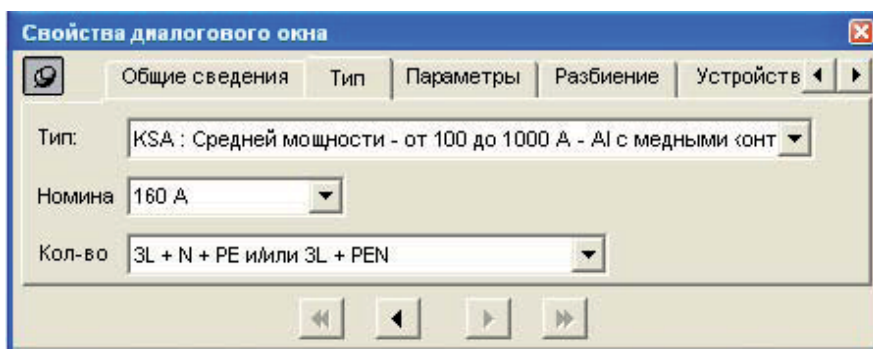 Свойства диалогового окна
Общие сведения Тип Параметры Разбиение Устройств
Тип: KSA : Средней мощности - от 100 до 1000 А - Al с медными конт
Номина 160 А
Кол-во 3L + N + PE и/или 3L + PEN